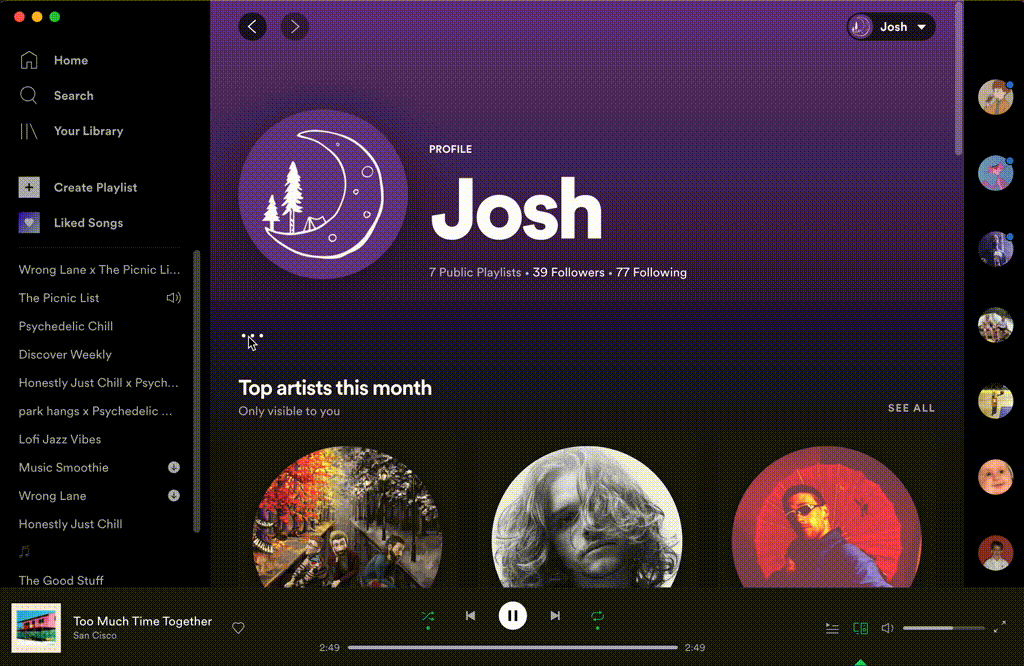 Home
Search
Your Library
Create Playlist
Liked Songs
Wrong Lane x The Picnic Li...
The Picnic List
Psychedelic Chill
Discover Weekly
Honestly Just Chill x Psych...
park hangs x Psychedelic ...
Lofi Jazz Vibes
Music Smoothie
Wrong Lane
Honestly Just Chill
The Good Stuff
Josh
PROFILE
Josh
7 Public Playlists • 39 Followers • 77 Following
Top artists this month
Only visible to you
SEE ALL
Too Much Time Together
San Cisco
2:49
2:49